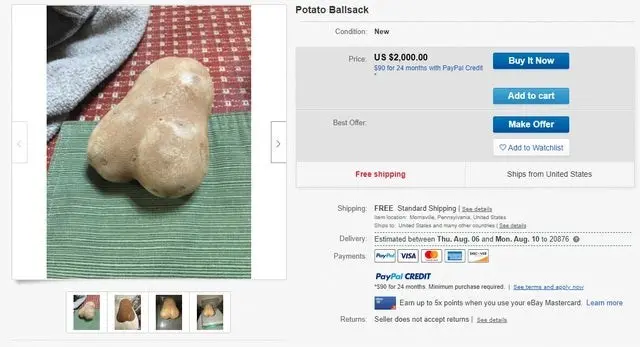 Potato Ballsack
Condition: New
Price: US $2,000.00
$90 for 24 months with PayPal Credit
*
Buy It Now
Add to cart
Best Offer:
Make Offer
Add to Watchlist
Free shipping
Ships from United States
Shipping: FREE Standard Shipping | See details
Item location: Morrisville, Pennsylvania, United States
Ships to: United States and many other countries | See details
Delivery: Estimated between Thu. Aug. 06 and Mon. Aug. 10 to 20876
Payments: PayPal VISA MasterCard AMEX DISCOVER
PayPal CREDIT
*$90 for 24 months. Minimum purchase required. | See terms and apply now
Earn up to 5x points when you use your eBay Mastercard. Learn more
Returns: Seller does not accept returns | See details